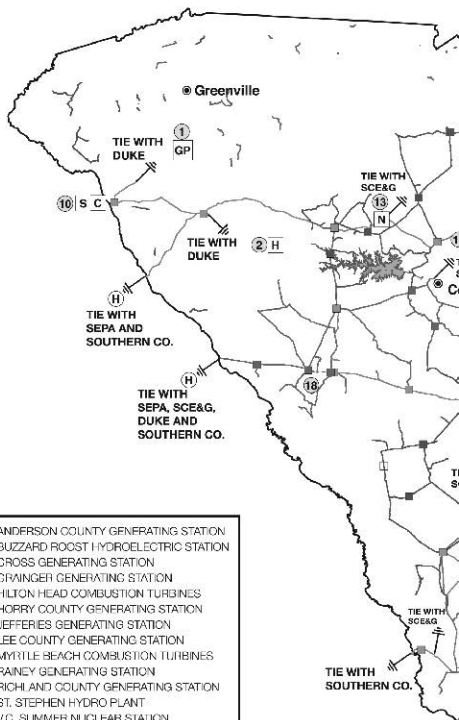 Greenville
TIE WITH
DUKE
1
GP
TIE WITH
SCE&G
13
N
10 S C
TIE WITH
DUKE
2 H
H
TIE WITH
SEPA AND
SOUTHERN CO.
H
TIE WITH
SEPA, SCE&G,
DUKE AND
SOUTHERN CO.
18
TIE WITH
SCE&G
TIE WITH
SOUTHERN CO.
ANDERSON COUNTY GENERATING STATION
BUZZARD ROOST HYDROELECTRIC STATION
CROSS GENERATING STATION
GRAINGER GENERATING STATION
HILTON HEAD COMBUSTION TURBINES
HORRY COUNTY GENERATING STATION
JEFFERIES GENERATING STATION
LEE COUNTY GENERATING STATION
MYRTLE BEACH COMBUSTION TURBINES
RAINEY GENERATING STATION
RICHLAND COUNTY GENERATING STATION
ST. STEPHEN HYDRO PLANT
V.C. SUMMER NUCLEAR STATION